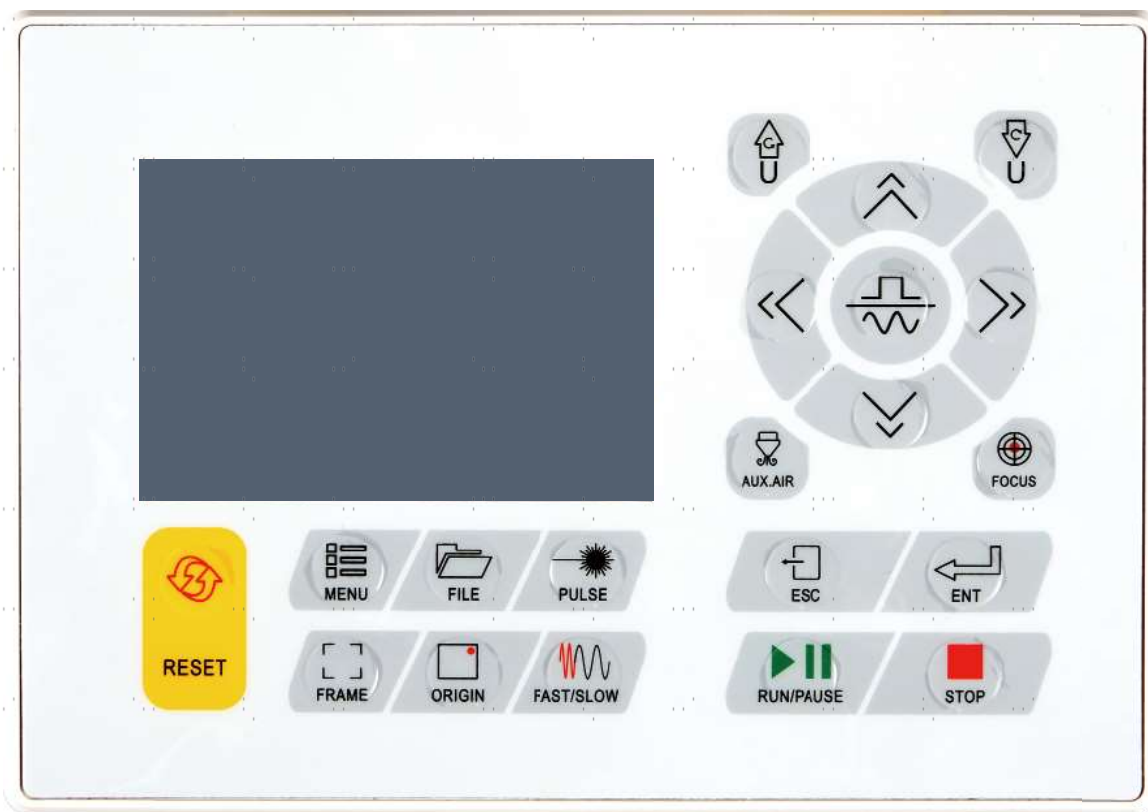 U
U
AUX.AIR
FOCUS
RESET
MENU
FILE
PULSE
ESC
ENT
FRAME
ORIGIN
FAST/SLOW
RUN/PAUSE
STOP